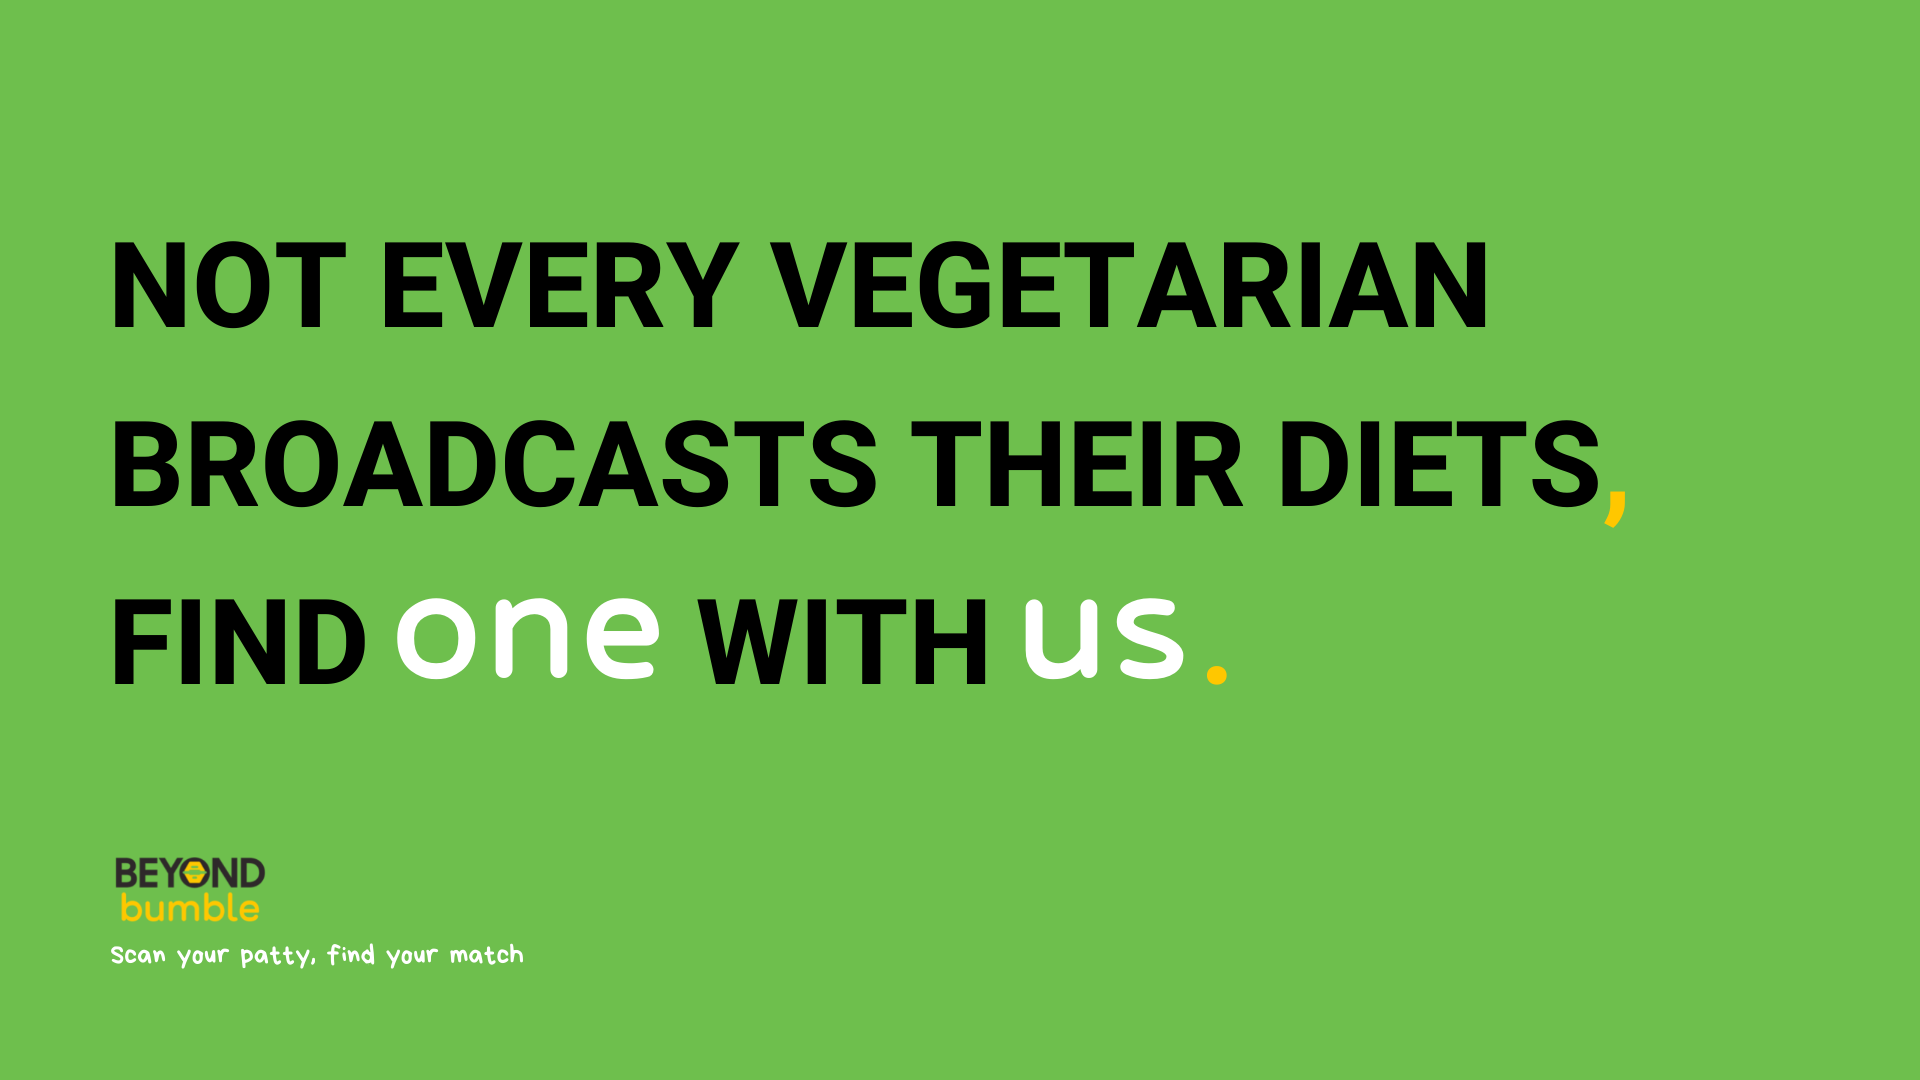 NOT EVERY VEGETARIAN
BROADCASTS THEIR DIETS,
FIND one WITH us.
BEYOND
bumble
Scan your patty, find your match